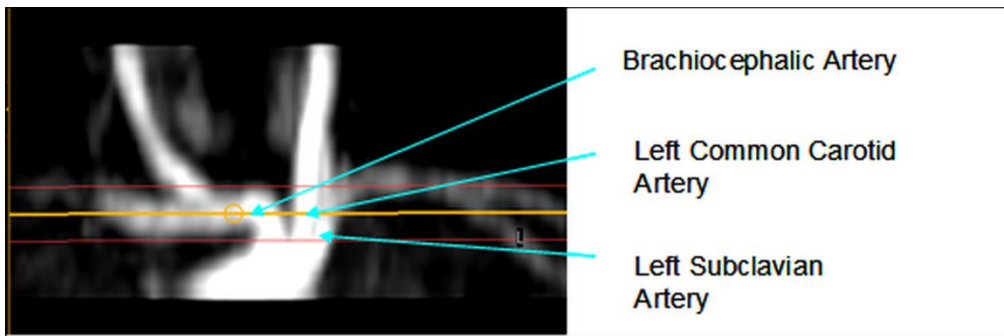 Brachiocephalic Artery
Left Common Carotid
Artery
Left Subclavian
Artery